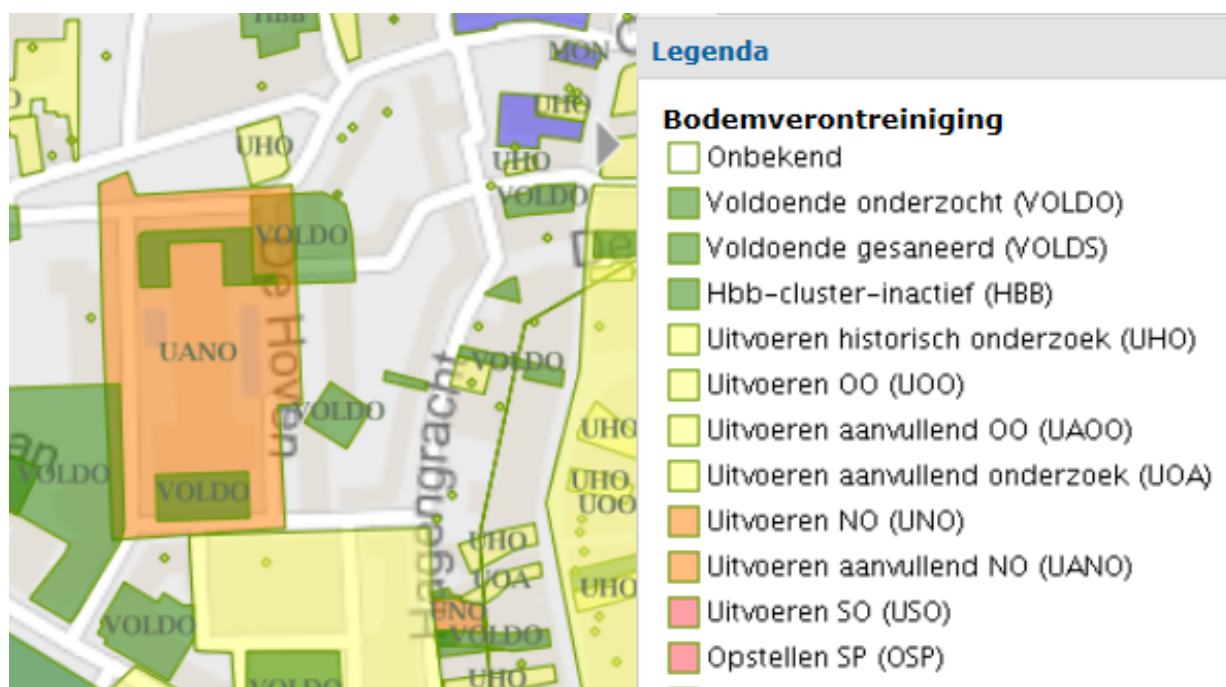 HBB
MON
UHO
UHO
UHO
VOLDO
VOLDO
De
De Hoven
UANO
VOLDO
VOLDO
Hagengracht
UHO
an
VOLDO
UHO
VOLDO
UOO
UHO
UOA
UHO
UNO
VOLDO
VOLDO
UHO
VOLDO
Legenda
Bodemverontreiniging
Onbekend
Voldoende onderzocht (VOLDO)
Voldoende gesaneerd (VOLDS)
Hbb-cluster-inactief (HBB)
Uitvoeren historisch onderzoek (UHO)
Uitvoeren OO (UOO)
Uitvoeren aanvullend OO (UAOO)
Uitvoeren aanvullend onderzoek (UOA)
Uitvoeren NO (UNO)
Uitvoeren aanvullend NO (UANO)
Uitvoeren SO (USO)
Opstellen SP (OSP)